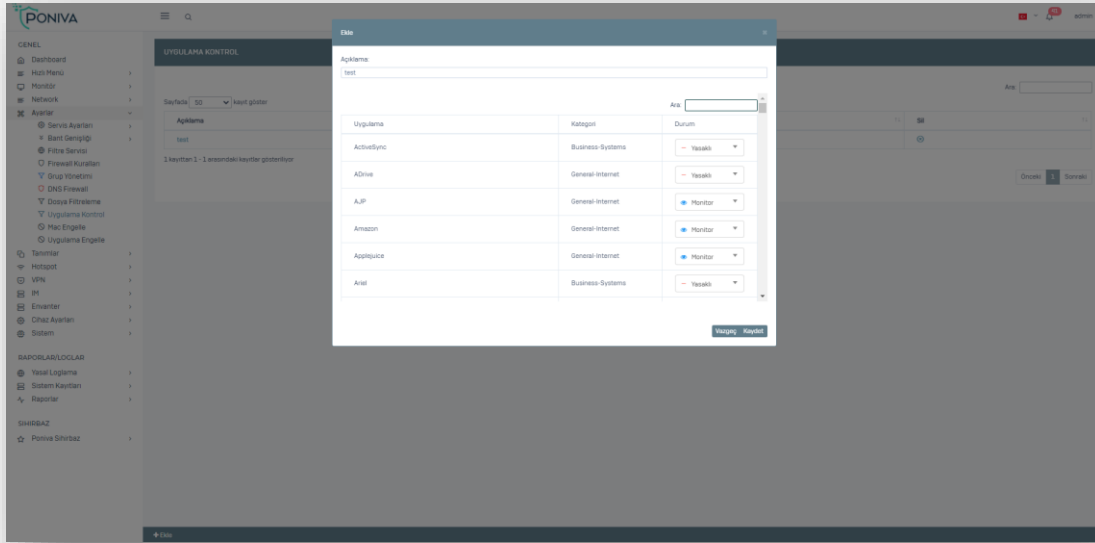 PONIVA
10
admin
GENEL
Dashboard
Hızlı Menü
Monitör
Network
Ayarlar
Servis Ayarları
Bant Genişliği
Filtre Servisi
Firewall Kuralları
Grup Yönetimi
DNS Firewall
Dosya Filtreleme
Uygulama Kontrol
Mac Engelle
Uygulama Engelle
Tanımlar
Hotspot
VPN
IM
Envanter
Cihaz Ayarları
Sistem
RAPORLAR/LOGLAR
Yasal Loglama
Sistem Kayıtları
Raporlar
SİHİRBAZ
Poniva Sihirbaz
UYGULAMA KONTROL
Sayfada 50 kayıt göster
Ara:
Açıklama
Sil
test
1 kayıttan 1 - 1 arasındaki kayıtlar gösteriliyor
Önceki 1 Sonraki
Ekle
×
Açıklama:
test
Ara:
Uygulama Kategori Durum
ActiveSync Business-Systems Yasaklı
ADrive General-Internet Yasaklı
AJP General-Internet Monitor
Amazon General-Internet Monitor
Applejuice General-Internet Monitor
Ariel Business-Systems Yasaklı
Vazgeç Kaydet
+ Ekle